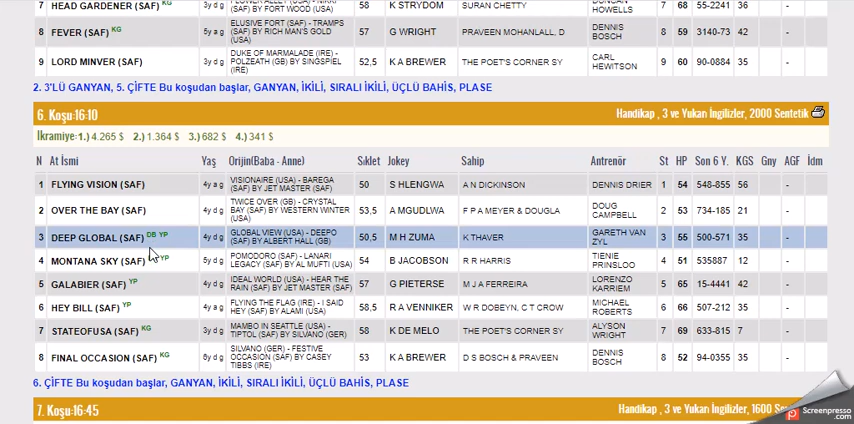 7 HEAD GARDENER (SAF) KG 3y d g (SAF) BY FORT WOOD (USA) 58 K STRYDOM SURAN CHETTY HOWELLS 7 68 55-2241 36 -
8 FEVER (SAF) KG 5y d g ELUSIVE FORT (SAF) - TRAMPS (SAF) BY RICH MAN'S GOLD (USA) 57 G WRIGHT PRAVEEN MOHANLALL, D DENNIS BOSCH 8 59 3140-73 42 -
9 LORD MINVER (SAF) 3y d g DUKE OF MARMALADE (IRE) - POLZEATH (GB) BY SINGSPIEL (IRE) 52,5 K A BREWER THE POET'S CORNER SY CARL HEWITSON 9 60 90-0884 35 -
2. 3'LÜ GANYAN, 5. ÇİFTE Bu koşudan başlar, GANYAN, İKİLİ, SIRALI İKİLİ, ÜÇLÜ BAHİS, PLASE
6. Koşu:16:10 Handikap , 3 ve Yukarı İngilizler, 2000 Sentetik
İkramiye:1.) 4.265 $ 2.) 1.364 $ 3.) 682 $ 4.) 341 $
N At İsmi Yaş Orijin(Baba - Anne) Sıklet Jokey Sahip Antrenör St HP Son 6 Y. KGS Gny AGF İdm
1 FLYING VISION (SAF) 4y a g VISIONAIRE (USA) - BAREGA (SAF) BY JET MASTER (SAF) 50 S HLENGWA A N DICKINSON DENNIS DRIER 1 54 548-855 56 -
2 OVER THE BAY (SAF) 4y d g TWICE OVER (GB) - CRYSTAL BAY (SAF) BY WESTERN WINTER (USA) 53,5 A MGUDLWA F P A MEYER & DOUGLA DOUG CAMPBELL 2 53 734-185 21 -
3 DEEP GLOBAL (SAF) DB YP 4y d g GLOBAL VIEW (USA) - DEEPO (SAF) BY ALBERT HALL (GB) 50,5 M H ZUMA K THAVER GARETH VAN ZYL 3 55 500-571 35 -
4 MONTANA SKY (SAF) YP 5y d g POMODORO (SAF) - LANARI LEGACY (SAF) BY AL MUFTI (USA) 54 B JACOBSON R R HARRIS TIENIE PRINSLOO 4 51 535887 12 -
5 GALABIER (SAF) YP 4y d g IDEAL WORLD (USA) - HEAR THE RAIN (SAF) BY JET MASTER (SAF) 57 G PIETERSE M J A FERREIRA LORENZO KARRIEM 5 65 15-4441 42 -
6 HEY BILL (SAF) YP 4y a g FLYING THE FLAG (IRE) - I SAID HEY (SAF) BY ALAMI (USA) 58,5 R A VENNIKER W R DOBEYN, C T CROW MICHAEL ROBERTS 6 66 507-212 35 -
7 STATEOFUSA (SAF) KG 3y d g MAMBO IN SEATTLE (USA) - TIPTOL (SAF) BY SILVANO (GER) 58 K DE MELO THE POET'S CORNER SY ALYSON WRIGHT 7 69 633-815 7 -
8 FINAL OCCASION (SAF) KG 6y d g SILVANO (GER) - FESTIVE OCCASION (SAF) BY CASEY TIBBS (IRE) 53 K A BREWER D S BOSCH & PRAVEEN DENNIS BOSCH 8 52 94-0355 35 -
6. ÇİFTE Bu koşudan başlar, GANYAN, İKİLİ, SIRALI İKİLİ, ÜÇLÜ BAHİS, PLASE
7. Koşu:16:45 Handikap , 3 ve Yukarı İngilizler, 1600
Screenpresso.com